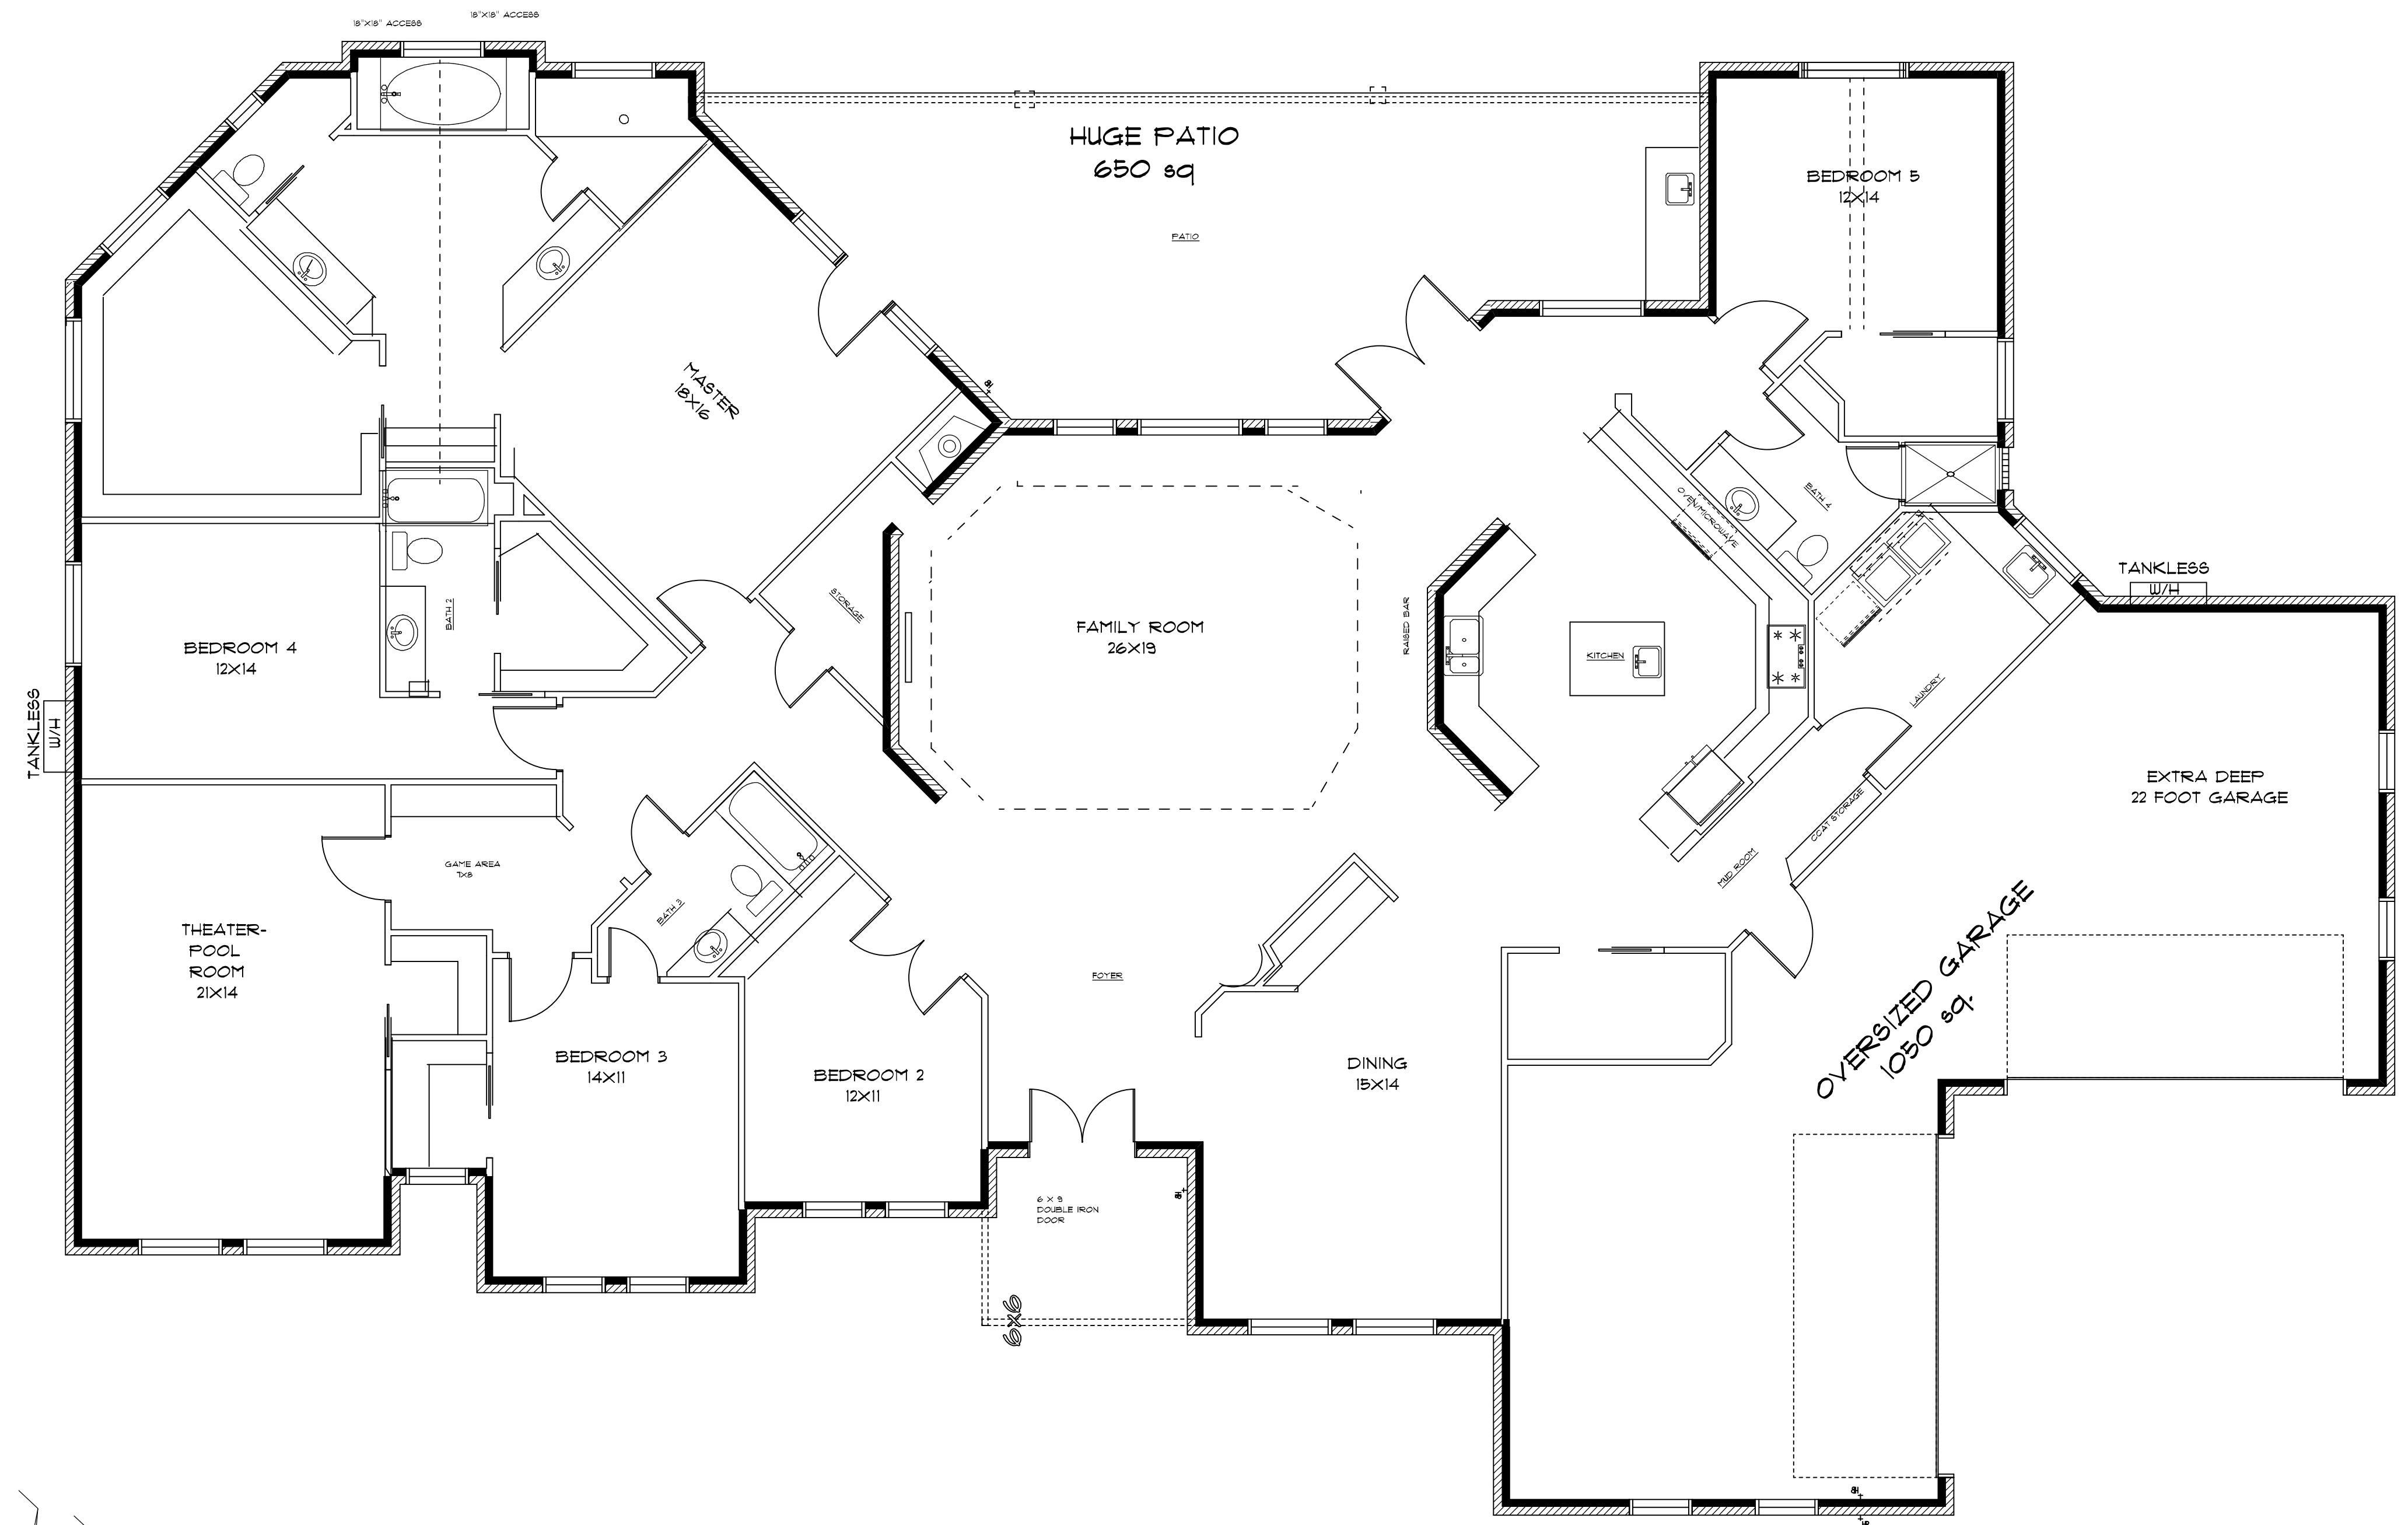 18"X18" ACCESS
18"X18" ACCESS
HUGE PATIO
650 sq
PATIO
BEDROOM 5
12X14
MASTER
18X16
8H
OVEN/MICROWAVE
BATH 4
TANKLESS
W/H
STORAGE
BATH 2
FAMILY ROOM
26X19
RAISED BAR
KITCHEN
BEDROOM 4
12X14
LAUNDRY
TANKLESS
W/H
EXTRA DEEP
22 FOOT GARAGE
COAT STORAGE
MUD ROOM
GAME AREA
7X8
BATH 3
THEATER-
POOL
ROOM
21X14
FOYER
OVERSIZED GARAGE
1050 sq.
BEDROOM 3
14X11
BEDROOM 2
12X11
DINING
15X14
6 X 9
DOUBLE IRON
DOOR
8H
6X6
8H